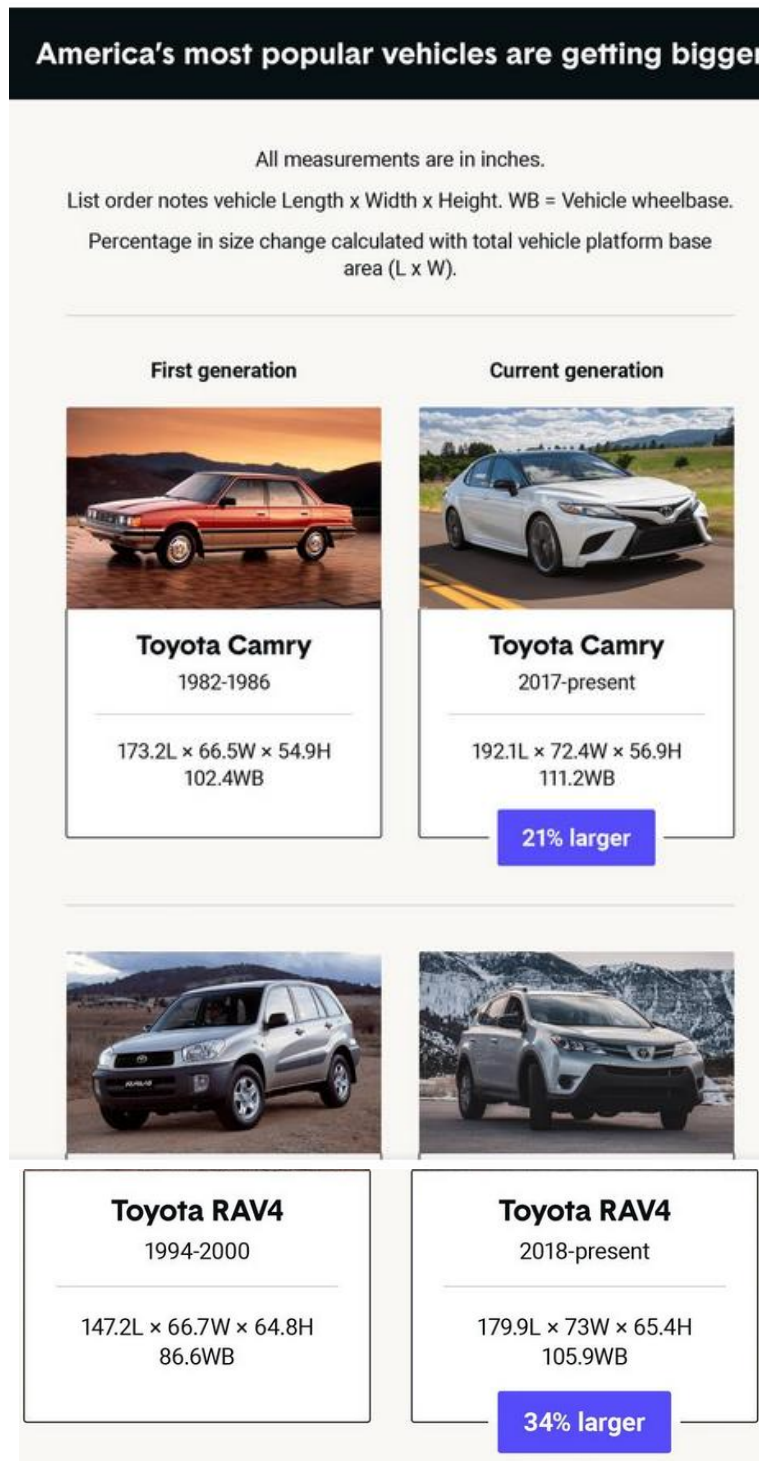 America's most popular vehicles are getting bigger
All measurements are in inches.
List order notes vehicle Length x Width x Height. WB = Vehicle wheelbase.
Percentage in size change calculated with total vehicle platform base
area (L x W).
First generation
Current generation
Toyota Camry
1982-1986
173.2L × 66.5W × 54.9H
102.4WB
Toyota Camry
2017-present
192.1L × 72.4W × 56.9H
111.2WB
21% larger
RAV4
Toyota RAV4
1994-2000
147.2L × 66.7W × 64.8H
86.6WB
Toyota RAV4
2018-present
179.9L × 73W × 65.4H
105.9WB
34% larger